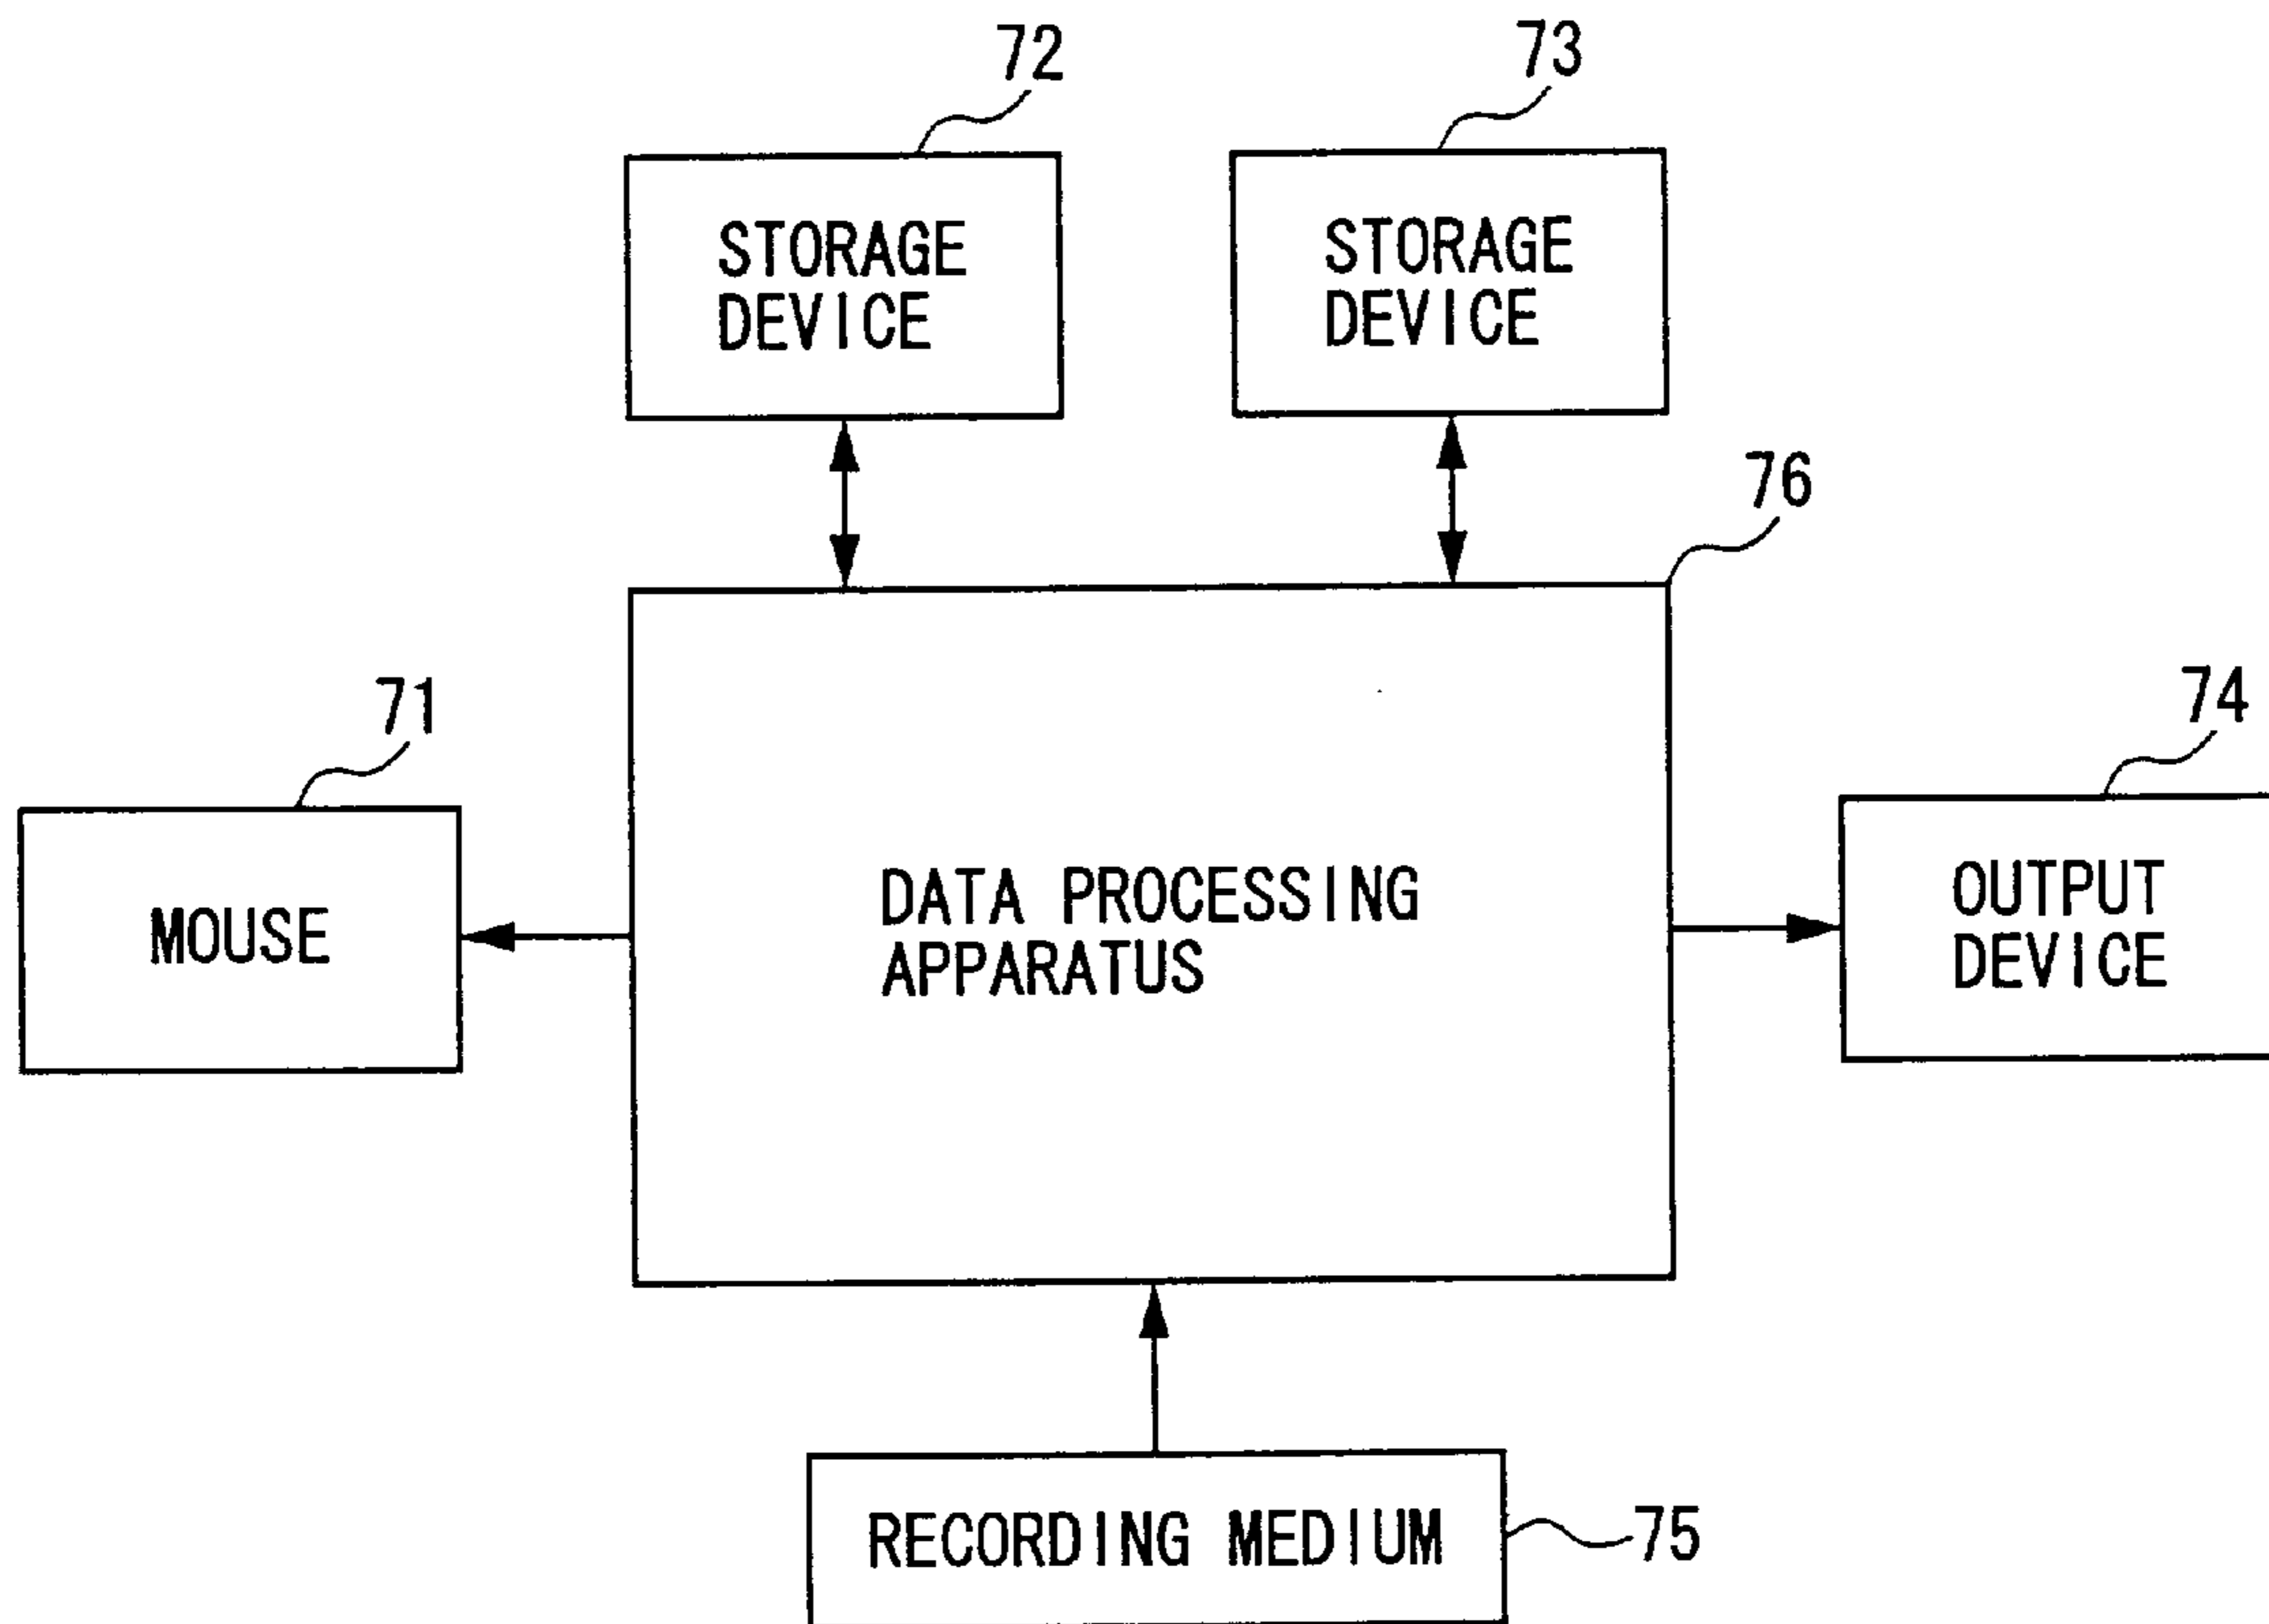 72
73
STORAGE
DEVICE
STORAGE
DEVICE
76
71
74
MOUSE
DATA PROCESSING
APPARATUS
OUTPUT
DEVICE
RECORDING MEDIUM
75